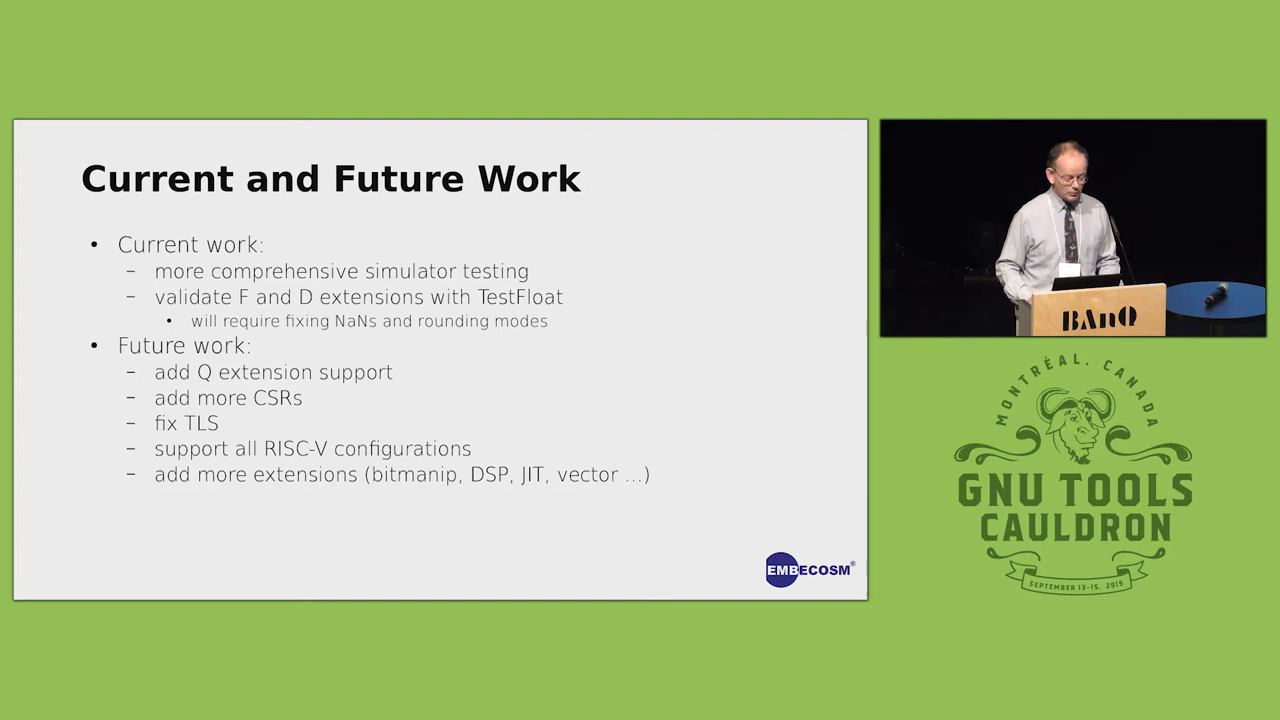 Current and Future Work
• Current work:
– more comprehensive simulator testing
– validate F and D extensions with TestFloat
• will require fixing NaNs and rounding modes
• Future work:
– add Q extension support
– add more CSRs
– fix TLS
– support all RISC-V configurations
– add more extensions (bitmanip, DSP, JIT, vector ...)
EMBECOSM®
BAnQ
MONTRÉAL, CANADA
GNU TOOLS
CAULDRON
SEPTEMBER 13-15, 2019